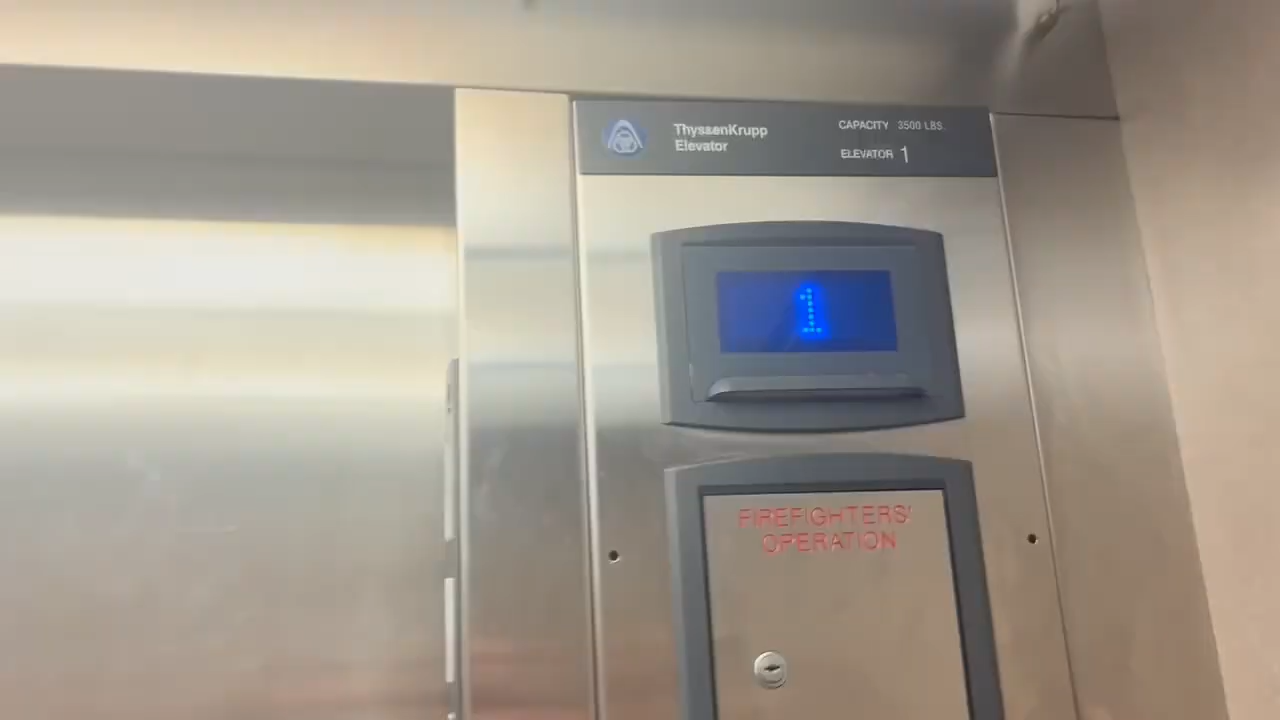 ThyssenKrupp
Elevator
CAPACITY 3500 LBS.
ELEVATOR 1
1
FIREFIGHTERS'
OPERATION